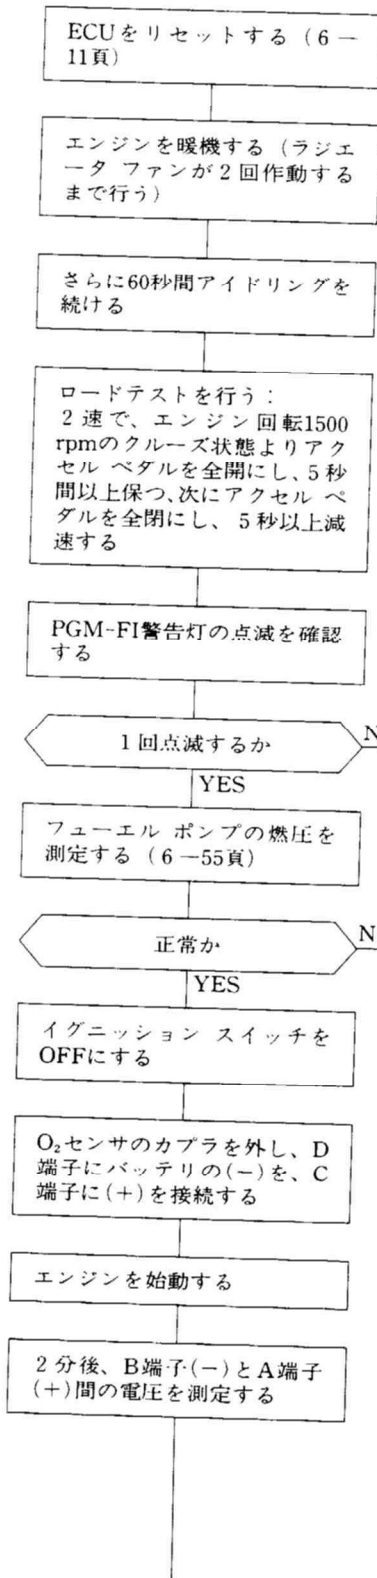 ECUをリセットする(6－
11頁)
エンジンを暖機する(ラジエ
ータ ファンが2回作動する
まで行う)
さらに60秒間アイドリングを
続ける
ロードテストを行う:
2速で、エンジン回転1500
rpmのクルーズ状態よりアク
セル ペダルを全開にし、5秒
間以上保つ、次にアクセル ペ
ダルを全閉にし、5秒以上減
速する
PGM-FI警告灯の点滅を確認
する
1回点滅するか
N
YES
フューエル ポンプの燃圧を
測定する(6－55頁)
正常か
N
YES
イグニッション スイッチを
OFFにする
O₂センサのカプラを外し、D
端子にバッテリの(－)を、C
端子に(+)を接続する
エンジンを始動する
2分後、B端子(－)とA端子
(+)間の電圧を測定する